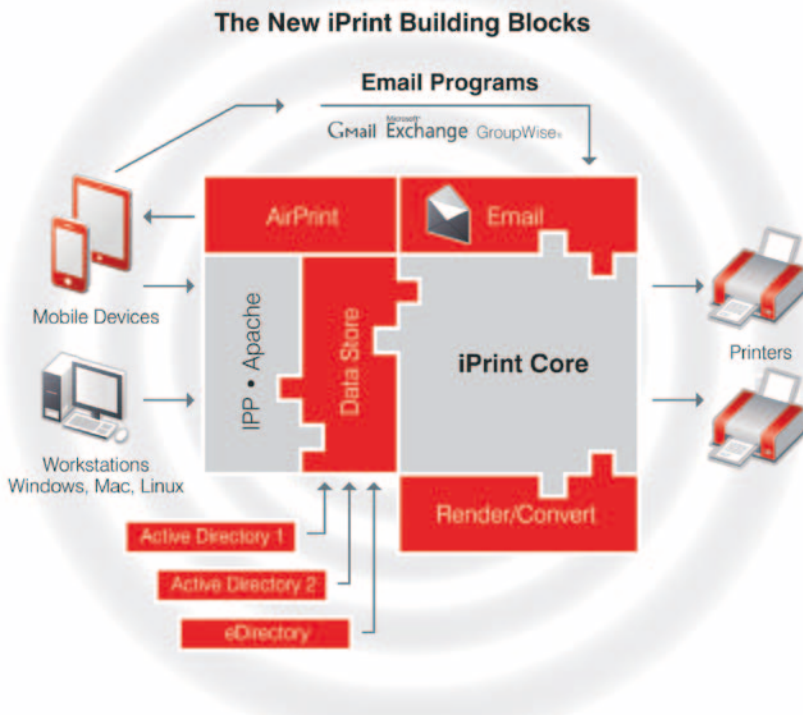 The New iPrint Building Blocks
Email Programs
Gmail Microsoft Exchange GroupWise®
AirPrint
Email
Mobile Devices
IPP • Apache
Data Store
iPrint Core
Printers
Workstations
Windows, Mac, Linux
Render/Convert
Active Directory 1
Active Directory 2
eDirectory